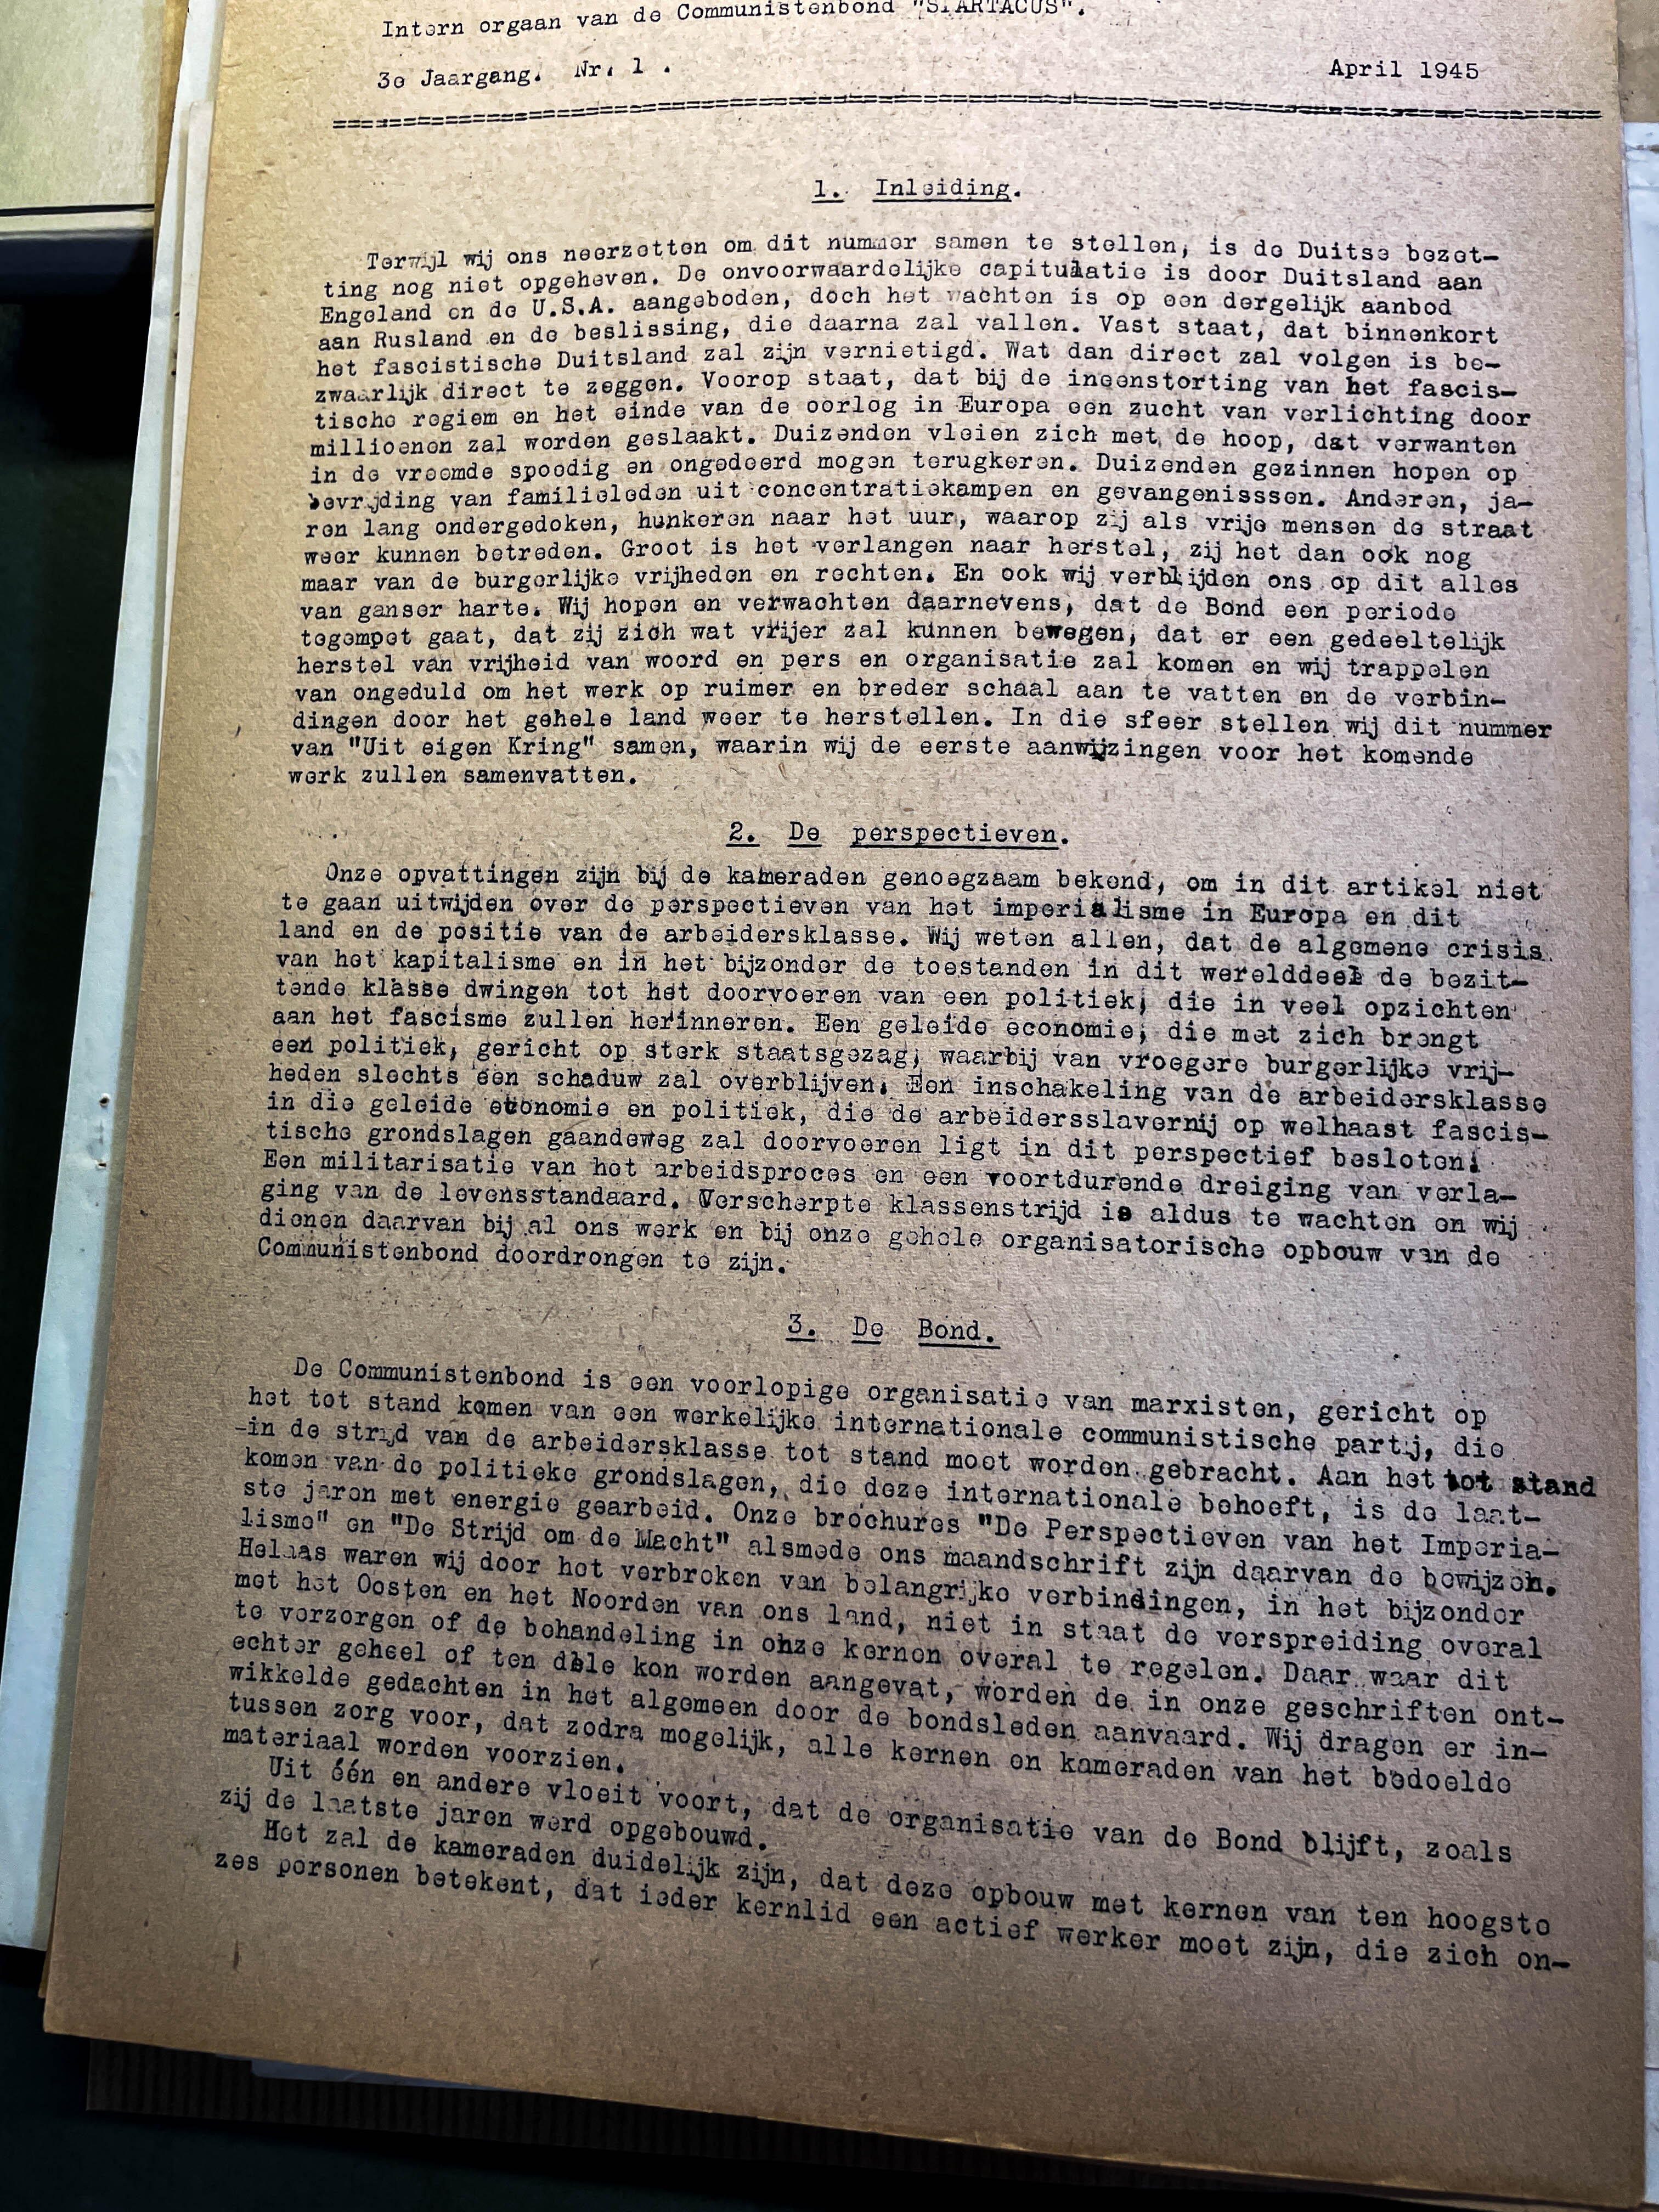 Intern orgaan van de Communistenbond "SPARTACUS".
3e Jaargang. Nr. 1. April 1945
1. Inleiding.
Terwijl wij ons neerzetten om dit nummer samen te stellen, is de Duitse bezet-
ting nog niet opgeheven. De onvoorwaardelijke capitulatie is door Duitsland aan
Engeland en de U.S.A. aangeboden, doch het wachten is op een dergelijk aanbod
aan Rusland en de beslissing, die daarna zal vallen. Vast staat, dat binnenkort
het fascistische Duitsland zal zijn vernietigd. Wat dan direct zal volgen is be-
zwaarlijk direct te zeggen. Voorop staat, dat bij de ineenstorting van het fascis-
tische regiem en het einde van de oorlog in Europa een zucht van verlichting door
millioenen zal worden geslaakt. Duizenden vleien zich met de hoop, dat verwanten
in de vreemde spoedig en ongedeerd mogen terugkeren. Duizenden gezinnen hopen op
bevrijding van familieleden uit concentratiekampen en gevangenisssen. Anderen, ja-
ren lang ondergedoken, hunkeren naar het uur, waarop zij als vrije mensen de straat
weer kunnen betreden. Groot is het verlangen naar herstel, zij het dan ook nog
maar van de burgerlijke vrijheden en rechten. En ook wij verblijden ons op dit alles
van ganser harte. Wij hopen en verwachten daarnevens, dat de Bond een periode
tegempet gaat, dat zij zich wat vrijer zal kunnen bewegen, dat er een gedeeltelijk
herstel van vrijheid van woord en pers en organisatie zal komen en wij trappelen
van ongeduld om het werk op ruimer en breder schaal aan te vatten en de verbin-
dingen door het gehele land weer te herstellen. In die sfeer stellen wij dit nummer
van "Uit eigen Kring" samen, waarin wij de eerste aanwijzingen voor het komende
werk zullen samenvatten.
2. De perspectieven.
Onze opvattingen zijn bij de kameraden genoegzaam bekend, om in dit artikel niet
te gaan uitwijden over de perspectieven van het imperialisme in Europa en dit
land en de positie van de arbeidersklasse. Wij weten allen, dat de algemene crisis
van het kapitalisme en in het bijzonder de toestanden in dit werelddeel de bezit-
tende klasse dwingen tot het doorvoeren van een politiek, die in veel opzichten
aan het fascisme zullen herinneren. Een geleide economie, die met zich brengt
een politiek, gericht op sterk staatsgezag, waarbij van vroegere burgerlijke vrij-
heden slechts een schaduw zal overblijven. Een inschakeling van de arbeidersklasse
in die geleide economie en politiek, die de arbeidersslavernij op welhaast fascis-
tische grondslagen gaandeweg zal doorvoeren ligt in dit perspectief besloten.
Een militarisatie van het arbeidsproces en een voortdurende dreiging van verla-
ging van de levensstandaard. Verscherpte klassenstrijd is aldus te wachten en wij
dienen daarvan bij al ons werk en bij onze gehele organisatorische opbouw van de
Communistenbond doordrongen te zijn.
3. De Bond.
De Communistenbond is een voorlopige organisatie van marxisten, gericht op
het tot stand komen van een werkelijke internationale communistische partij, die
-in de strijd van de arbeidersklasse tot stand moet worden gebracht. Aan het tot stand
komen van de politieke grondslagen, die deze internationale behoeft, is de laat-
ste jaren met energie gearbeid. Onze brochures "De Perspectieven van het Imperia-
lisme" en "De Strijd om de Macht" alsmede ons maandschrift zijn daarvan de bewijzen.
Helaas waren wij door het verbroken van belangrijke verbindingen, in het bijzonder
met het Oosten en het Noorden van ons land, niet in staat de verspreiding overal
te verzorgen of de behandeling in onze kernen overal te regelen. Daar waar dit
echter geheel of ten dele kon worden aangevat, worden de in onze geschriften ont-
wikkelde gedachten in het algemeen door de bondsleden aanvaard. Wij dragen er in-
tussen zorg voor, dat zodra mogelijk, alle kernen en kameraden van het bedoelde
materiaal worden voorzien.
Uit één en andere vloeit voort, dat de organisatie van de Bond blijft, zoals
zij de laatste jaren werd opgebouwd.
Het zal de kameraden duidelijk zijn, dat deze opbouw met kernen van ten hoogste
zes personen betekent, dat ieder kernlid een actief werker moet zijn, die zich on-